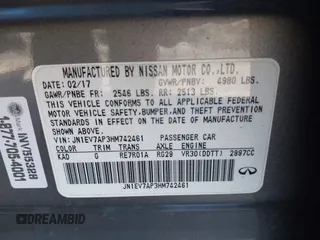 MANUFACTURED BY NISSAN MOTOR CO.,LTD.
DATE: 02/17 GVWR/PNBV: 4980 LBS.
GAWR/PNBE FR: 2546 LBS. RR: 2513 LBS.
THIS VEHICLE CONFORMS TO ALL APPLICABLE FEDERAL
MOTOR VEHICLE SAFETY, BUMPER, AND THEFT PREVENTION
STANDARDS IN EFFECT ON THE DATE OF MANUFACTURE
SHOWN ABOVE.
VIN: JN1EV7AP3HM742461 PASSENGER CAR
COLOR TRIM TRANS AXLE ENGINE
KAD G RE7R01A RG29 VR30(DDTT) 2997CC
JN1EV7AP3HM742461
INFINITI
©CARANDBID